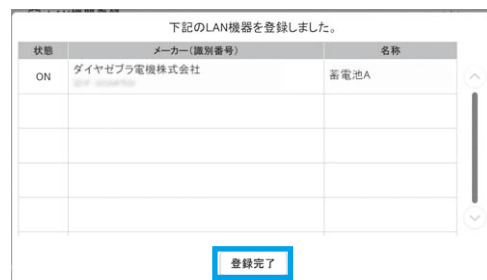 下記のLAN機器を登録しました。
状態 メーカー(識別番号) 名称
ON ダイヤゼブラ電機株式会社 蓄電池A
登録完了